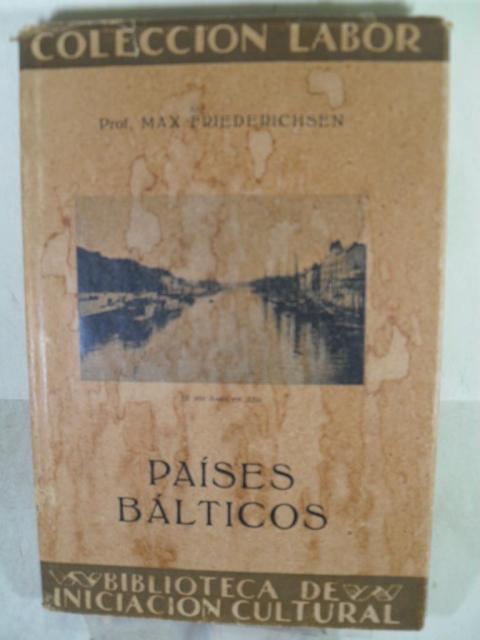 COLECCION LABOR
Prof. MAX FRIEDERICHSEN
PAÍSES
BÁLTICOS
BIBLIOTECA DE
INICIACION CULTURAL